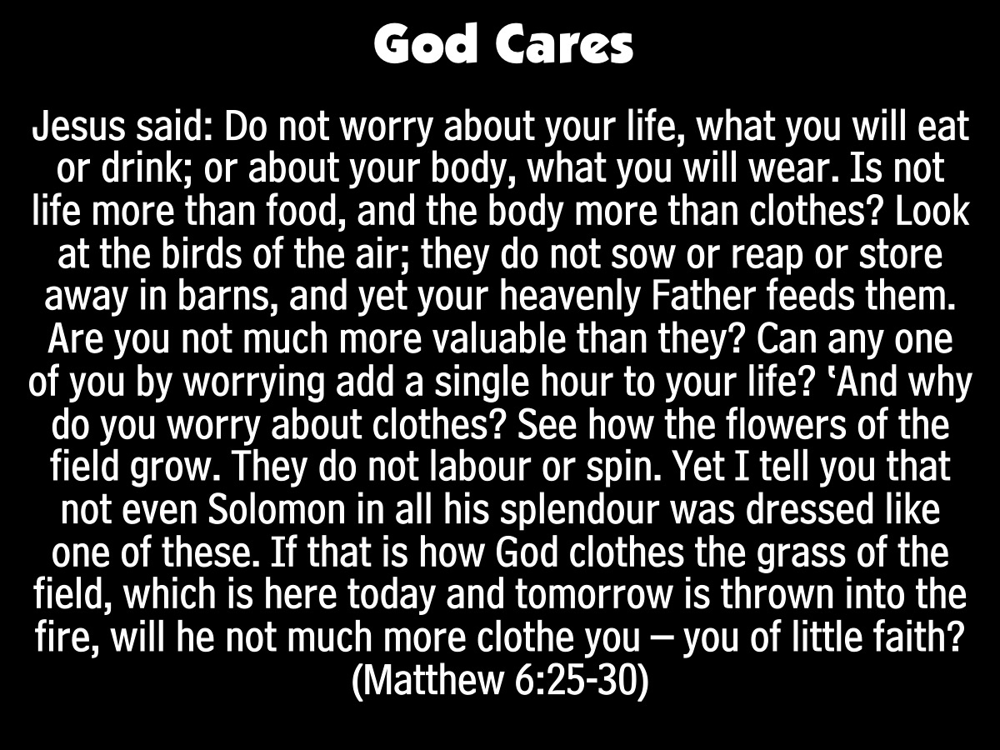 God Cares
Jesus said: Do not worry about your life, what you will eat
or drink; or about your body, what you will wear. Is not
life more than food, and the body more than clothes? Look
at the birds of the air; they do not sow or reap or store
away in barns, and yet your heavenly Father feeds them.
Are you not much more valuable than they? Can any one
of you by worrying add a single hour to your life? ‛And why
do you worry about clothes? See how the flowers of the
field grow. They do not labour or spin. Yet I tell you that
not even Solomon in all his splendour was dressed like
one of these. If that is how God clothes the grass of the
field, which is here today and tomorrow is thrown into the
fire, will he not much more clothe you – you of little faith?
(Matthew 6:25-30)